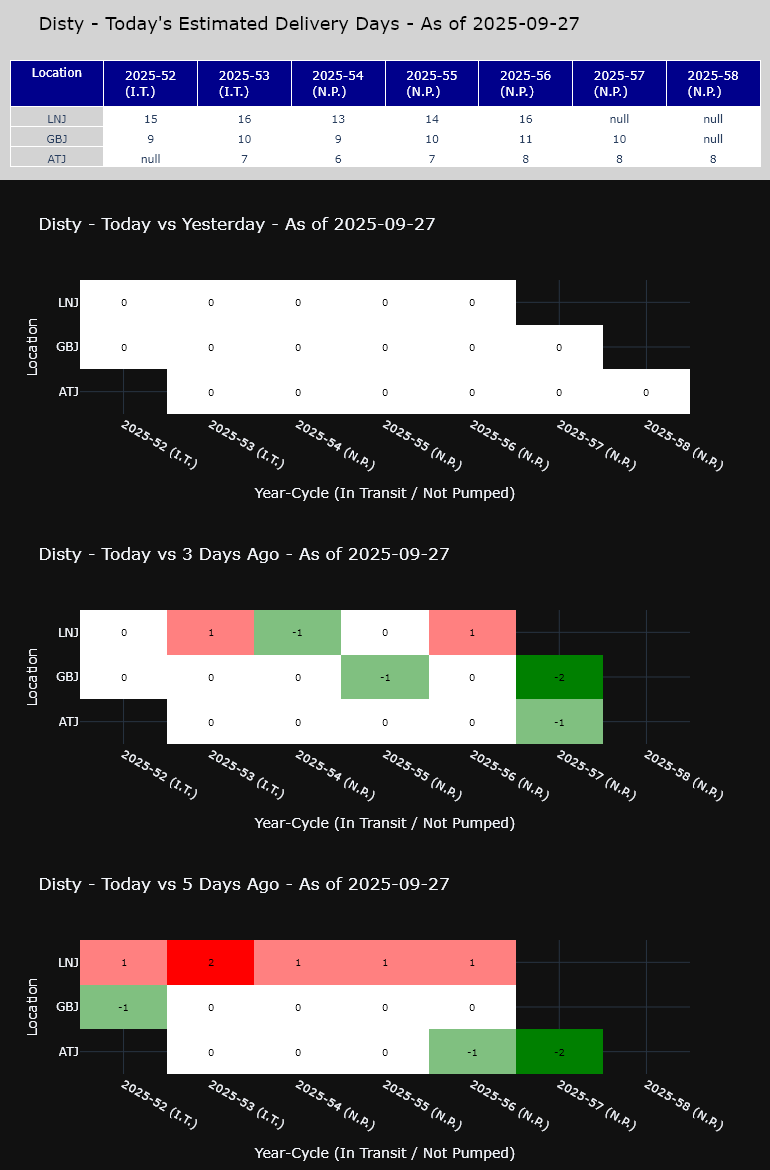 Disty - Today's Estimated Delivery Days - As of 2025-09-27
Location 2025-52 (I.T.) 2025-53 (I.T.) 2025-54 (N.P.) 2025-55 (N.P.) 2025-56 (N.P.) 2025-57 (N.P.) 2025-58 (N.P.)
LNJ 15 16 13 14 16 null null
GBJ 9 10 9 10 11 10 null
ATJ null 7 6 7 8 8 8
Disty - Today vs Yesterday - As of 2025-09-27
Location
LNJ 0 0 0 0 0
GBJ 0 0 0 0 0 0
ATJ 0 0 0 0 0 0
2025-52 (I.T.) 2025-53 (I.T.) 2025-54 (N.P.) 2025-55 (N.P.) 2025-56 (N.P.) 2025-57 (N.P.) 2025-58 (N.P.)
Year-Cycle (In Transit / Not Pumped)
Disty - Today vs 3 Days Ago - As of 2025-09-27
Location
LNJ 0 1 -1 0 1
GBJ 0 0 0 -1 0 -2
ATJ 0 0 0 0 -1
2025-52 (I.T.) 2025-53 (I.T.) 2025-54 (N.P.) 2025-55 (N.P.) 2025-56 (N.P.) 2025-57 (N.P.) 2025-58 (N.P.)
Year-Cycle (In Transit / Not Pumped)
Disty - Today vs 5 Days Ago - As of 2025-09-27
Location
LNJ 1 2 1 1 1
GBJ -1 0 0 0 0
ATJ 0 0 0 -1 -2
2025-52 (I.T.) 2025-53 (I.T.) 2025-54 (N.P.) 2025-55 (N.P.) 2025-56 (N.P.) 2025-57 (N.P.) 2025-58 (N.P.)
Year-Cycle (In Transit / Not Pumped)